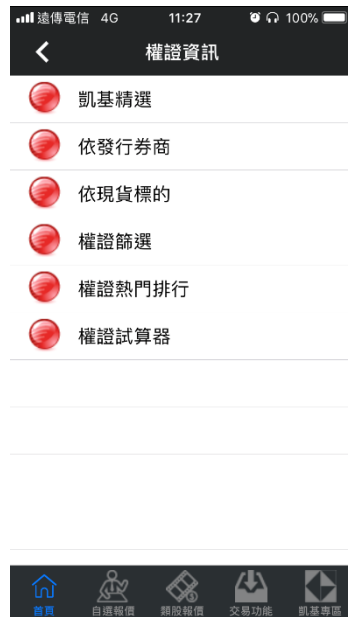 遠傳電信 4G 11:27 100%
權證資訊
凱基精選
依發行券商
依現貨標的
權證篩選
權證熱門排行
權證試算器
首頁 自選報價 類股報價 交易功能 凱基專區